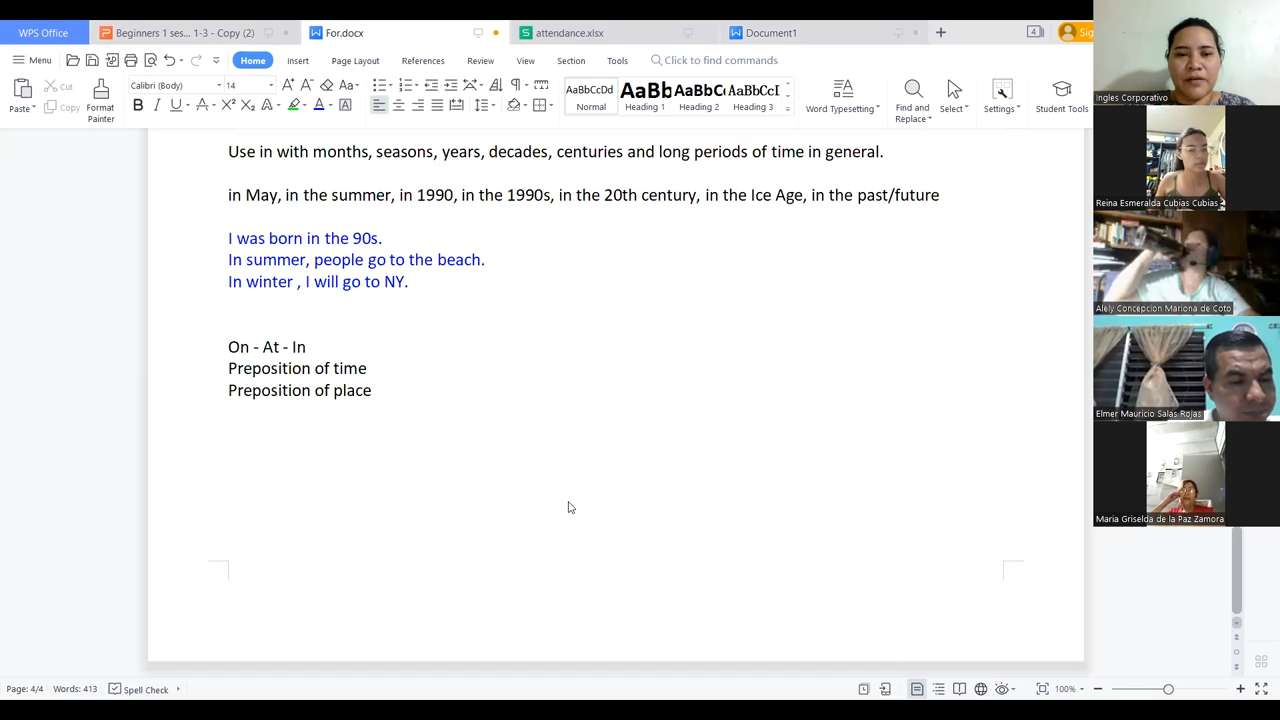 WPS Office
Beginners 1 ses... 1-3 - Copy (2)
For.docx
attendance.xlsx
Document1
4
Sig
Menu
Home
Insert
Page Layout
References
Review
View
Section
Tools
Click to find commands
Paste
Cut
Copy
Format Painter
Calibri (Body)
14
AaBbCcDd
AaBb
AaBbC
AaBbCcI
Normal
Heading 1
Heading 2
Heading 3
Word Typesetting
Find and Replace
Select
Settings
Student Tools
Use in with months, seasons, years, decades, centuries and long periods of time in general.
in May, in the summer, in 1990, in the 1990s, in the 20th century, in the Ice Age, in the past/future
I was born in the 90s.
In summer, people go to the beach.
In winter , I will go to NY.
On - At - In
Preposition of time
Preposition of place
Ingles Corporativo
Reina Esmeralda Cubias Cubias
Alely Concepcion Mariona de Coto
Elmer Mauricio Salas Rojas
Maria Griselda de la Paz Zamora
Page: 4/4
Words: 413
Spell Check
100%